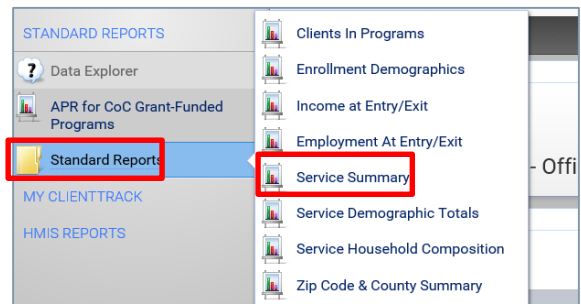 STANDARD REPORTS
? Data Explorer
APR for CoC Grant-Funded
Programs
Standard Reports
MY CLIENTTRACK
HMIS REPORTS
Clients In Programs
Enrollment Demographics
Income at Entry/Exit
Employment At Entry/Exit
Service Summary
Service Demographic Totals
Service Household Composition
Zip Code & County Summary
- Offi